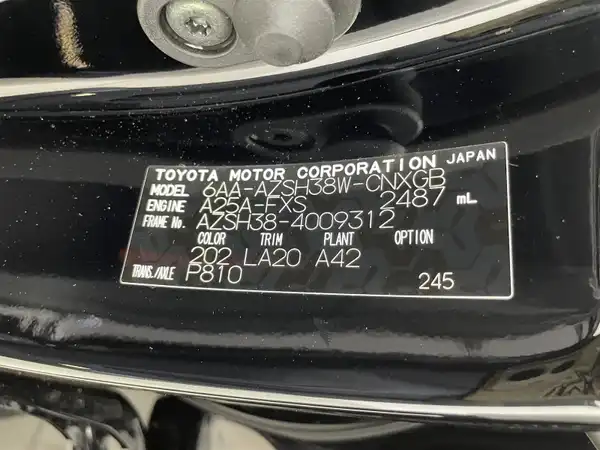 TOYOTA MOTOR CORPORATION JAPAN
MODEL 6AA-AZSH38W-CNXGB
ENGINE A25A-FXS 2487 mL
FRAME No. AZSH38-4009312
COLOR TRIM PLANT OPTION
202 LA20 A42
TRANS./AXLE P810 245